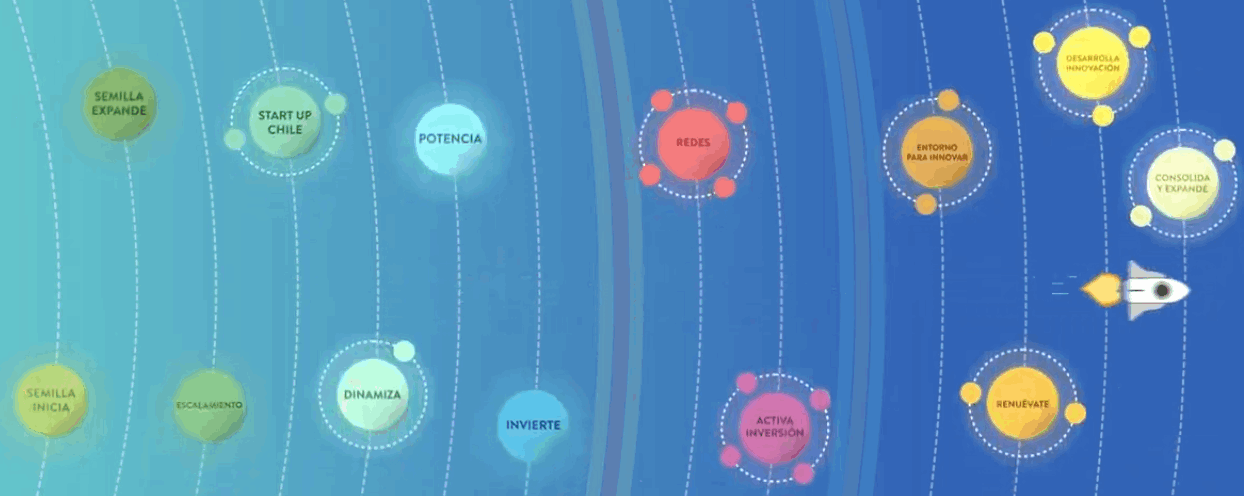 SEMILLA
EXPANDE
START UP
CHILE
POTENCIA
REDES
ENTORNO
PARA INNOVAR
DESARROLLA
INNOVACIÓN
CONSOLIDA
Y EXPANDE
SEMILLA
INICIA
ESCALAMIENTO
DINAMIZA
INVIERTE
ACTIVA
INVERSIÓN
RENUÉVATE